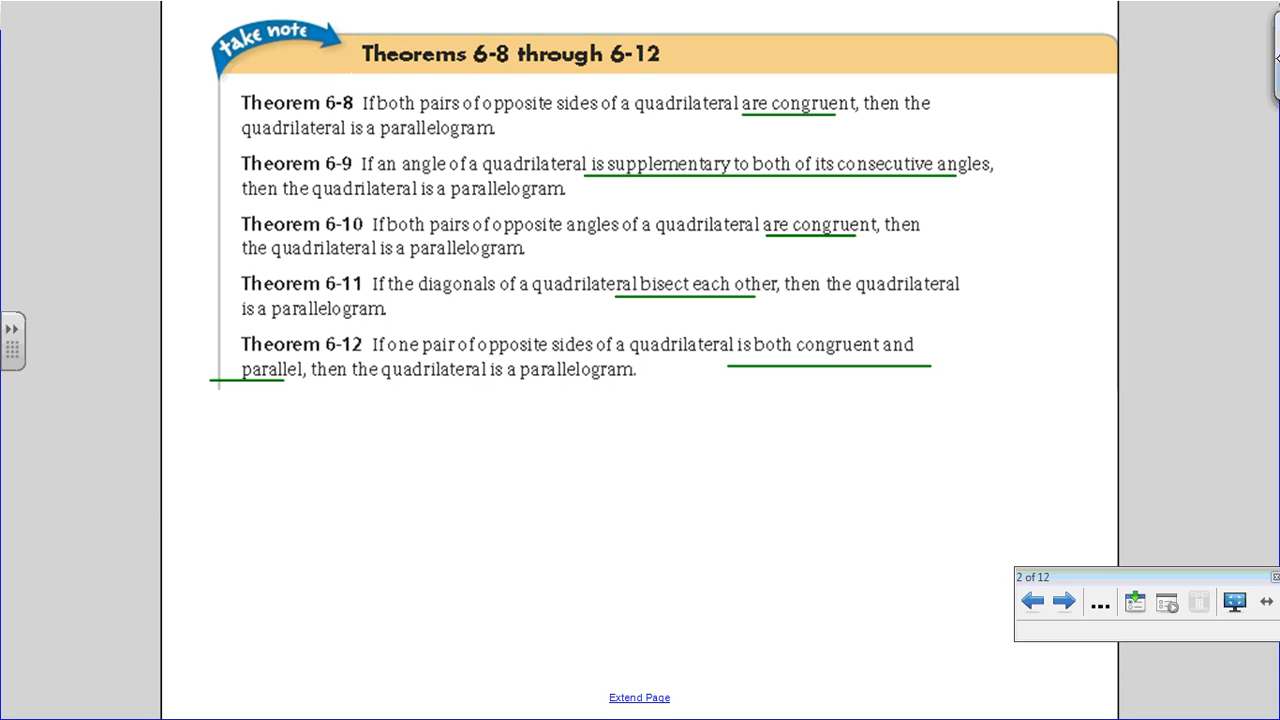 take note
Theorems 6-8 through 6-12
Theorem 6-8 If both pairs of opposite sides of a quadrilateral are congruent, then the
quadrilateral is a parallelogram.
Theorem 6-9 If an angle of a quadrilateral is supplementary to both of its consecutive angles,
then the quadrilateral is a parallelogram.
Theorem 6-10 If both pairs of opposite angles of a quadrilateral are congruent, then
the quadrilateral is a parallelogram.
Theorem 6-11 If the diagonals of a quadrilateral bisect each other, then the quadrilateral
is a parallelogram.
Theorem 6-12 If one pair of opposite sides of a quadrilateral is both congruent and
parallel, then the quadrilateral is a parallelogram.
2 of 12
...
Extend Page